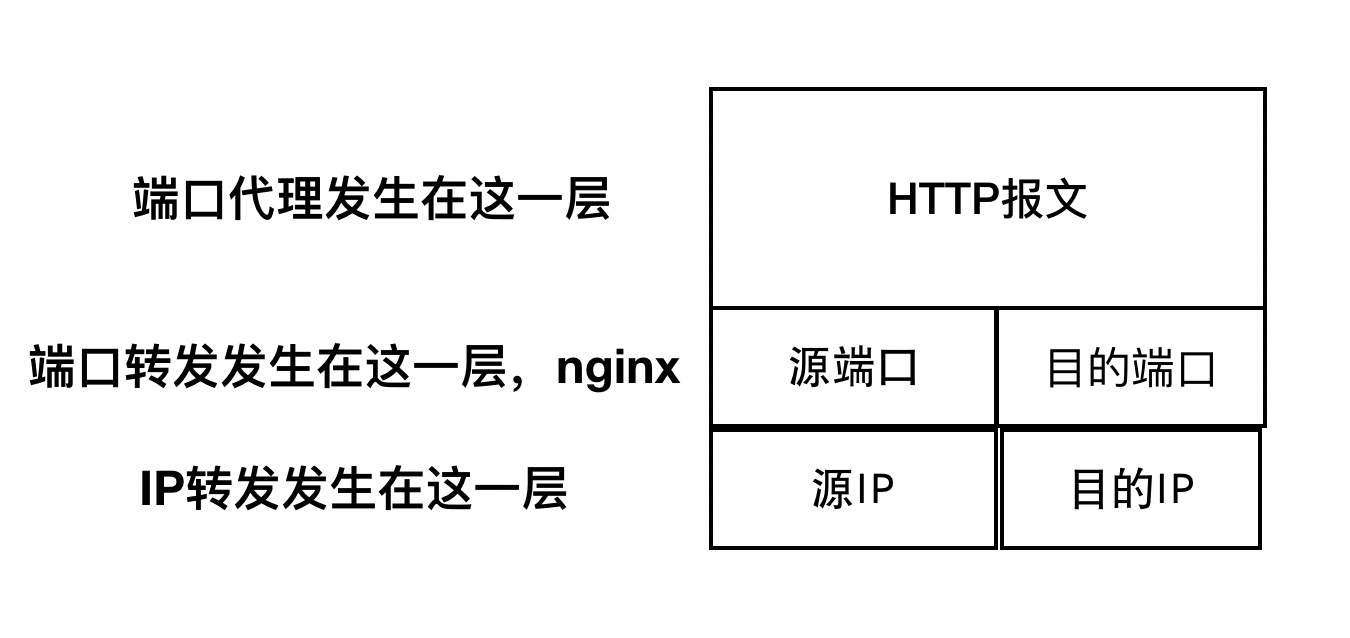 端口代理发生在这一层
HTTP报文
端口转发发生在这一层，nginx
源端口
目的端口
IP转发发生在这一层
源IP
目的IP